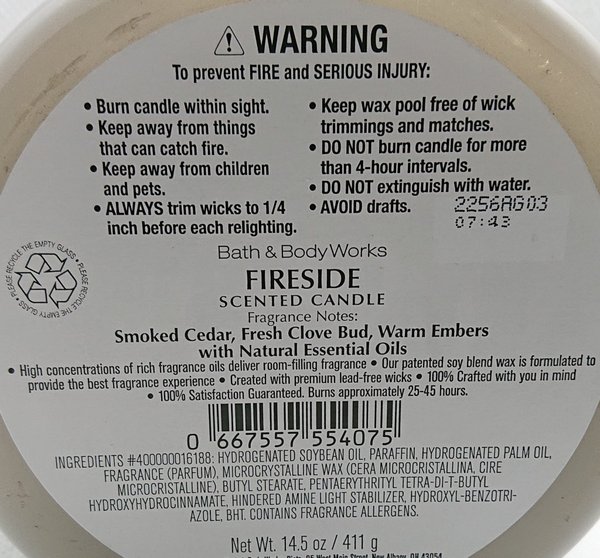 WARNING
To prevent FIRE and SERIOUS INJURY:
• Burn candle within sight.
• Keep away from things
that can catch fire.
• Keep away from children
and pets.
• ALWAYS trim wicks to 1/4
inch before each relighting.
• Keep wax pool free of wick
trimmings and matches.
• DO NOT burn candle for more
than 4-hour intervals.
• DO NOT extinguish with water.
• AVOID drafts.
2256AG03
07:43
PLEASE RECYCLE THE EMPTY GLASS • PLEASE RECYCLE THE EMPTY GLASS •
Bath & Body Works
FIRESIDE
SCENTED CANDLE
Fragrance Notes:
Smoked Cedar, Fresh Clove Bud, Warm Embers
with Natural Essential Oils
• High concentrations of rich fragrance oils deliver room-filling fragrance • Our patented soy blend wax is formulated to
provide the best fragrance experience • Created with premium lead-free wicks • 100% Crafted with you in mind
• 100% Satisfaction Guaranteed. Burns approximately 25-45 hours.
0 667557 554075
INGREDIENTS #400000016188: HYDROGENATED SOYBEAN OIL, PARAFFIN, HYDROGENATED PALM OIL,
FRAGRANCE (PARFUM), MICROCRYSTALLINE WAX (CERA MICROCRISTALLINA, CIRE
MICROCRISTALLINE), BUTYL STEARATE, PENTAERYTHRITYL TETRA-DI-T-BUTYL
HYDROXYHYDROCINNAMATE, HINDERED AMINE LIGHT STABILIZER, HYDROXYL-BENZOTRI-
AZOLE, BHT. CONTAINS FRAGRANCE ALLERGENS.
Net Wt. 14.5 oz / 411 g